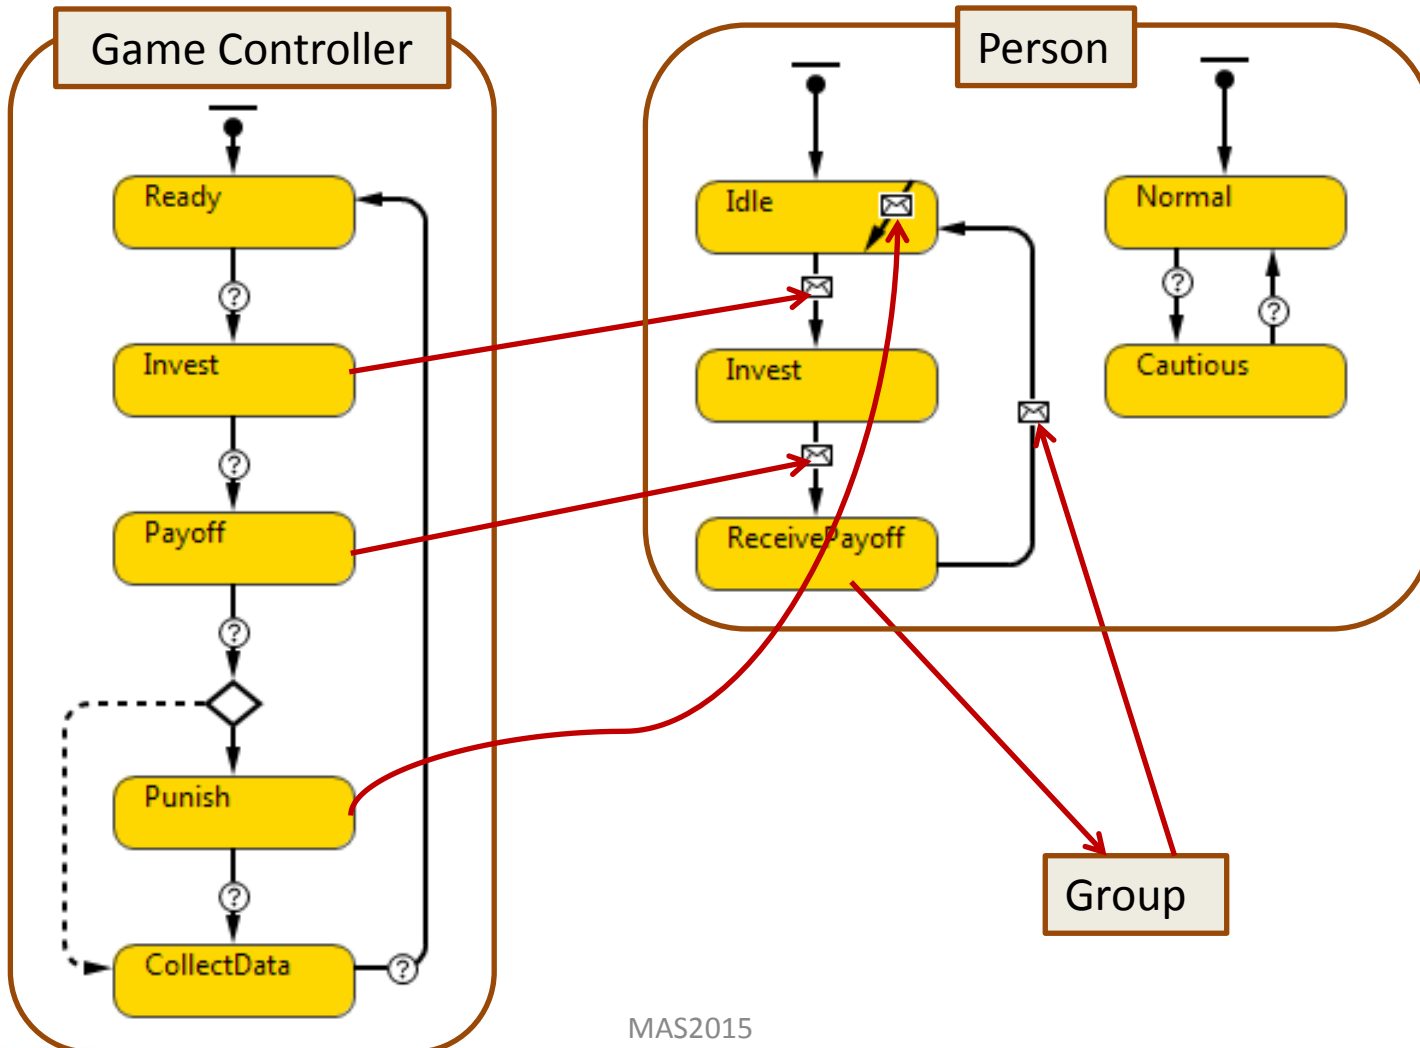 Game Controller
Ready
?
Invest
?
Payoff
?
Punish
?
CollectData
?
Person
Idle
Invest
ReceivePayoff
Normal
?
?
Cautious
Group
MAS2015